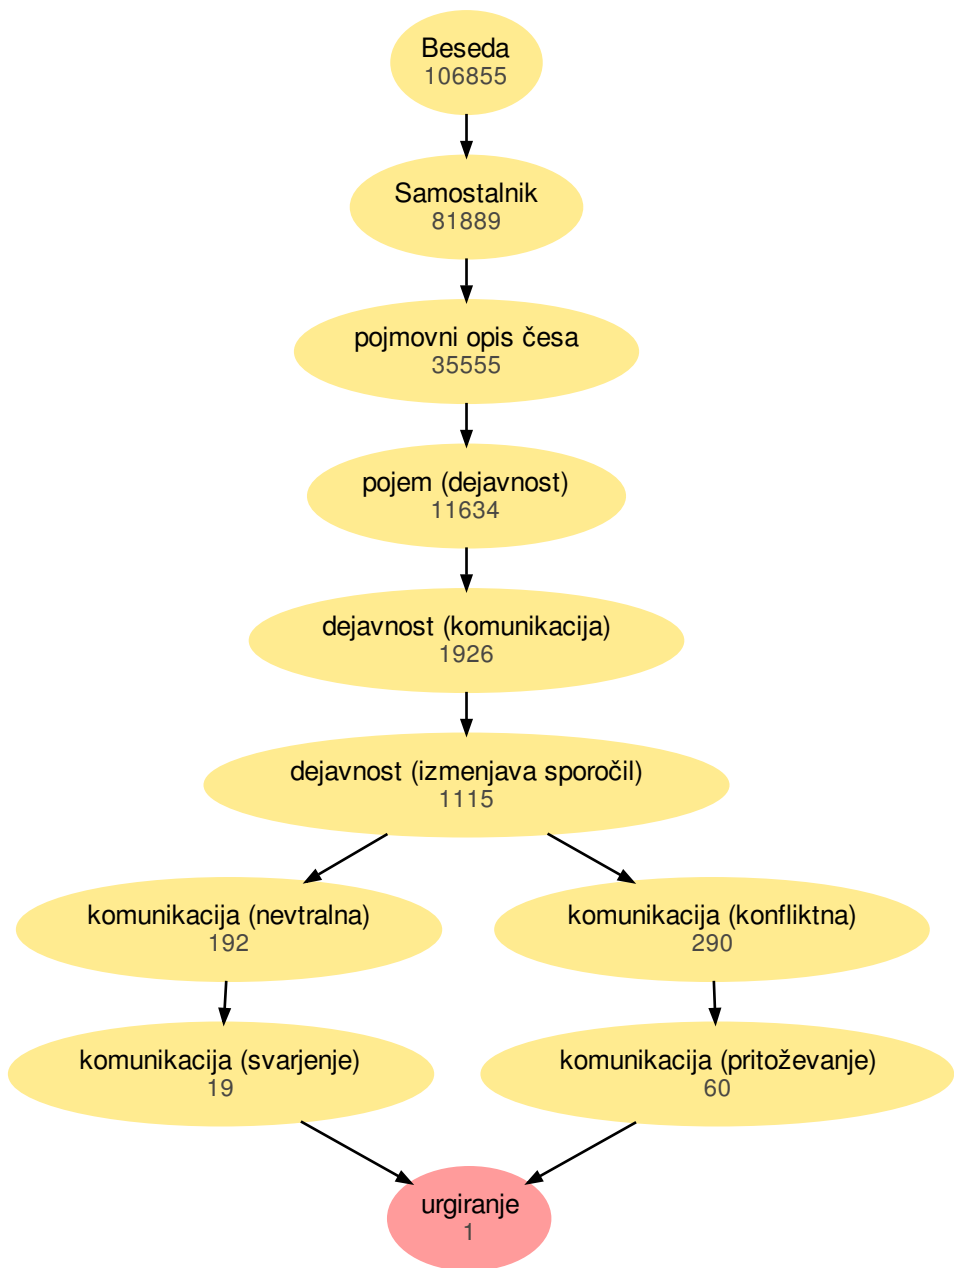 Beseda
106855
Samostalnik
81889
pojmovni opis česa
35555
pojem (dejavnost)
11634
dejavnost (komunikacija)
1926
dejavnost (izmenjava sporočil)
1115
komunikacija (nevtralna)
192
komunikacija (konfliktna)
290
komunikacija (svarjenje)
19
komunikacija (pritoževanje)
60
urgiranje
1